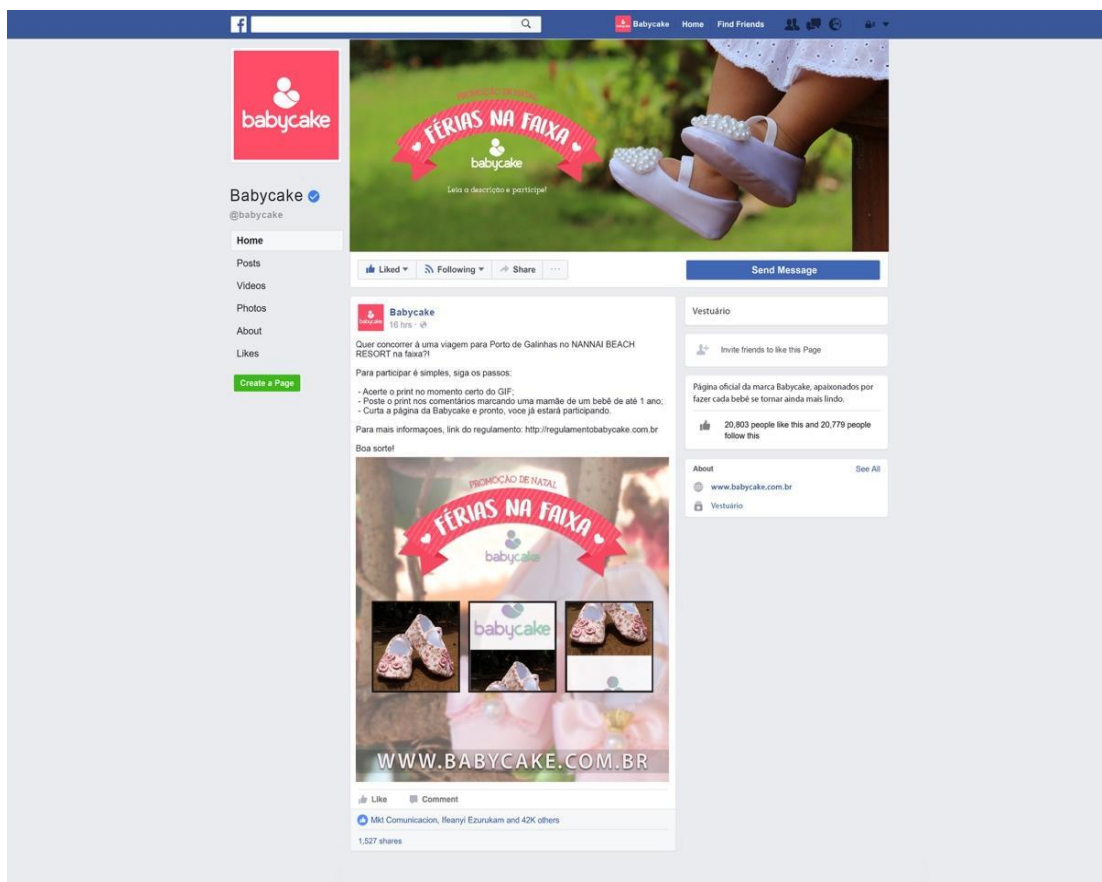 f
Babycake Home Find Friends
babycake
Babycake
@babycake
Home
Posts
Videos
Photos
About
Likes
Create a Page
PROMOÇÃO DE NATAL
FÉRIAS NA FAIXA
babycake
Leia a descrição e participe!
Liked Following Share ...
Send Message
babycake
Babycake
16 hrs ·
Quer concorrer à uma viagem para Porto de Galinhas no NANNAI BEACH
RESORT na faixa?!
Para participar é simples, siga os passos:
- Acerte o print no momento certo do GIF;
- Poste o print nos comentários marcando uma mamãe de um bebê de até 1 ano;
- Curta a página da Babycake e pronto, voce já estará participando.
Para mais informaçoes, link do regulamento: http://regulamentobabycake.com.br
Boa sorte!
PROMOÇÃO DE NATAL
FÉRIAS NA FAIXA
babycake
babycake
WWW.BABYCAKE.COM.BR
Like Comment
Mkt Comunicacion, Ifeanyi Ezurukam and 42K others
1,527 shares
Vestuário
Invite friends to like this Page
Página oficial da marca Babycake, apaixonados por
fazer cada bebê se tornar ainda mais lindo.
20,803 people like this and 20,779 people
follow this
About See All
www.babycake.com.br
Vestuário